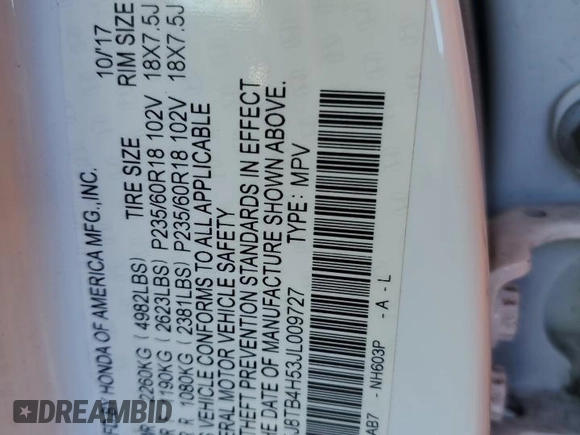 HONDA OF AMERICA MFG.,INC. 10/'17
2260KG ( 4982LBS) TIRE SIZE RIM SIZE
1190KG (2623LBS) P235/60R18 102V 18X7.5J
R 1080KG ( 2381LBS) P235/60R18 102V 18X7.5J
VEHICLE CONFORMS TO ALL APPLICABLE
MOTOR VEHICLE SAFETY
THEFT PREVENTION STANDARDS IN EFFECT
THE DATE OF MANUFACTURE SHOWN ABOVE.
J8TB4H53JL009727 TYPE: MPV
AB7 - NH603P - A - L
DREAMBID